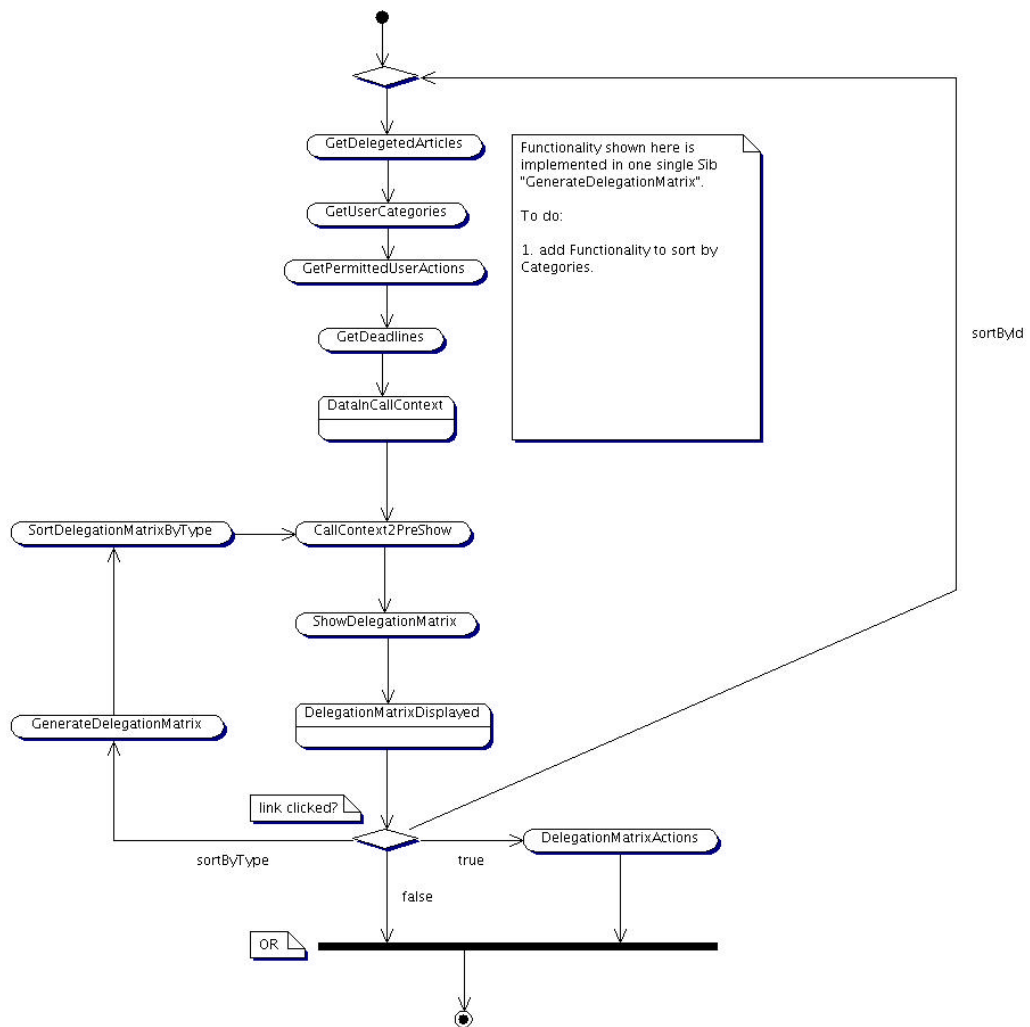 GetDelegetedArticles
Functionality shown here is
implemented in one single Sib
"GenerateDelegationMatrix".
To do:
1. add Functionality to sort by
Categories.
GetUserCategories
GetPermittedUserActions
GetDeadlines
sortById
DataInCallContext
SortDelegationMatrixByType
CallContext2PreShow
ShowDelegationMatrix
GenerateDelegationMatrix
DelegationMatrixDisplayed
link clicked?
DelegationMatrixActions
sortByType
true
false
OR